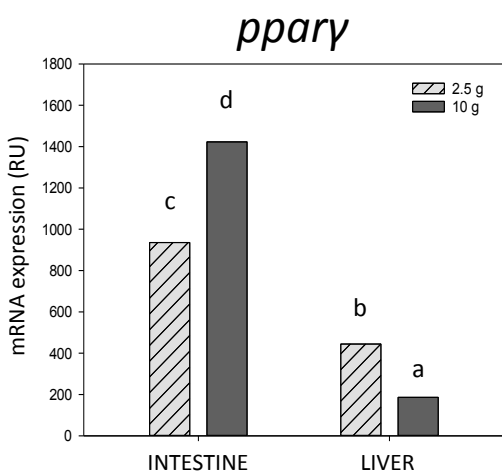 pparγ
mRNA expression (RU)
1800
1600
1400
1200
1000
800
600
400
200
0
2.5 g
10 g
c
d
b
a
INTESTINE
LIVER